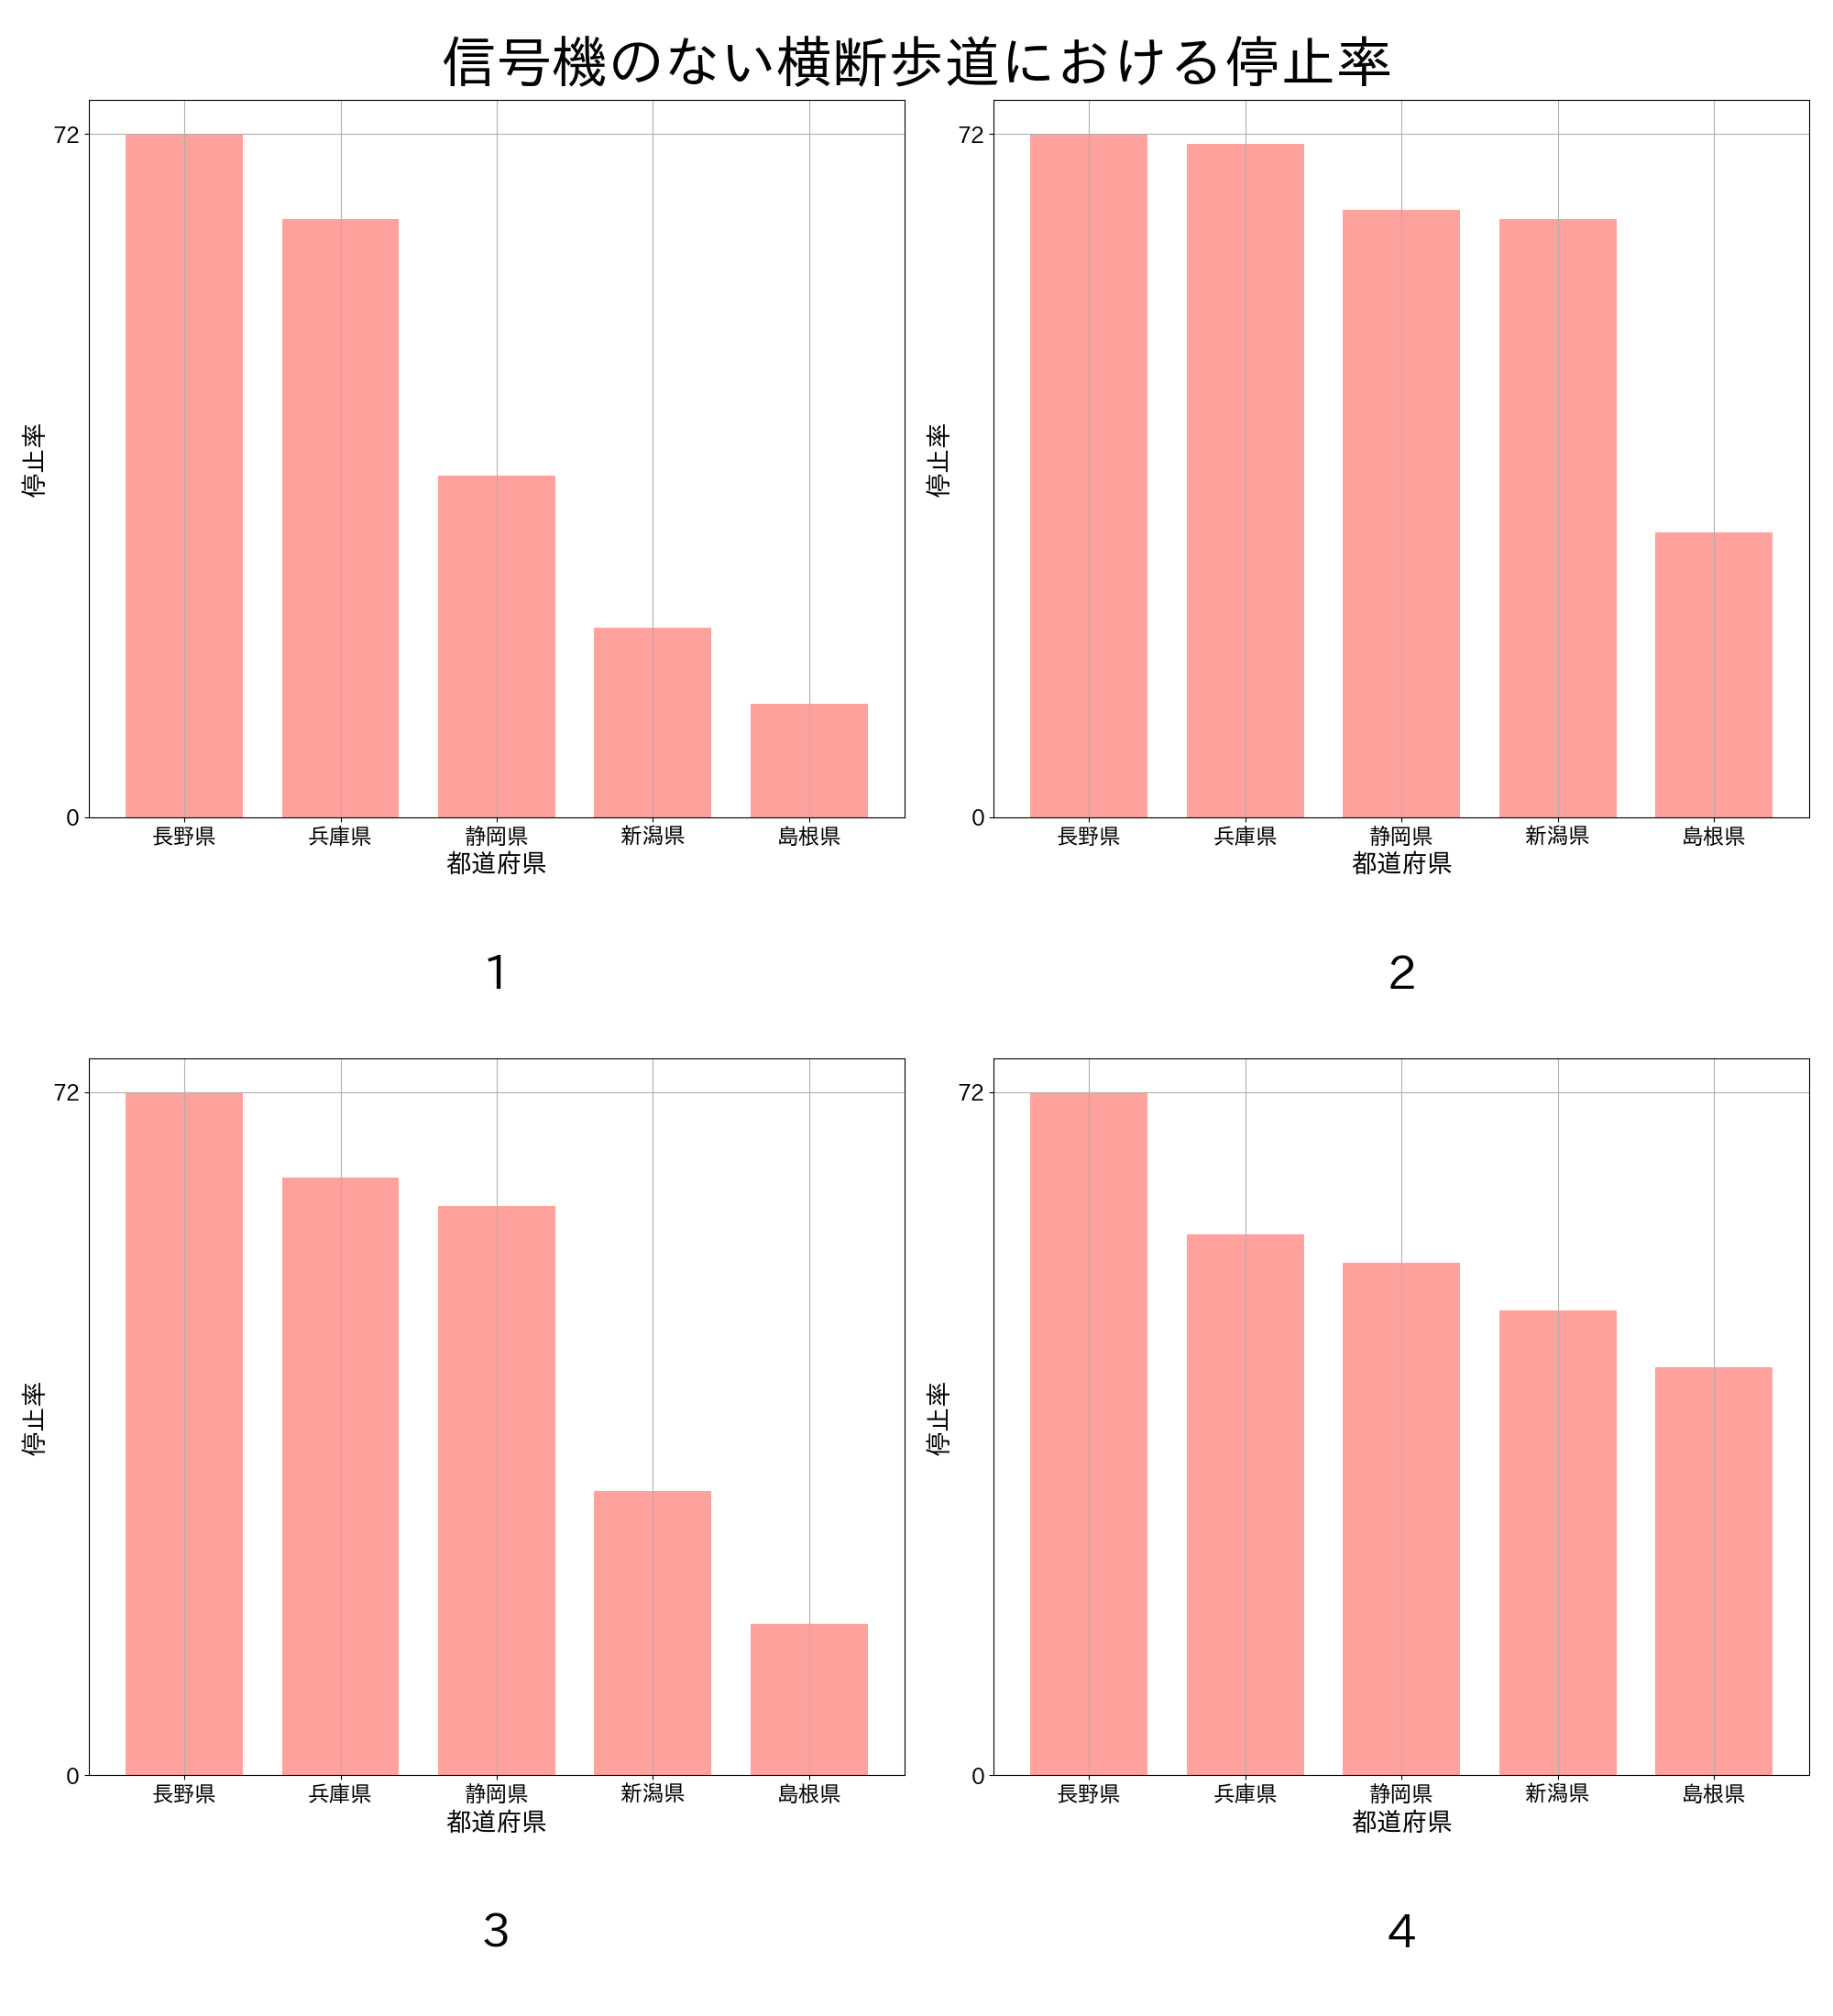 信号機のない横断歩道における停止率
72
0
停止率
長野県 兵庫県 静岡県 新潟県 島根県
都道府県
1
72
0
停止率
長野県 兵庫県 静岡県 新潟県 島根県
都道府県
2
72
0
停止率
長野県 兵庫県 静岡県 新潟県 島根県
都道府県
3
72
0
停止率
長野県 兵庫県 静岡県 新潟県 島根県
都道府県
4